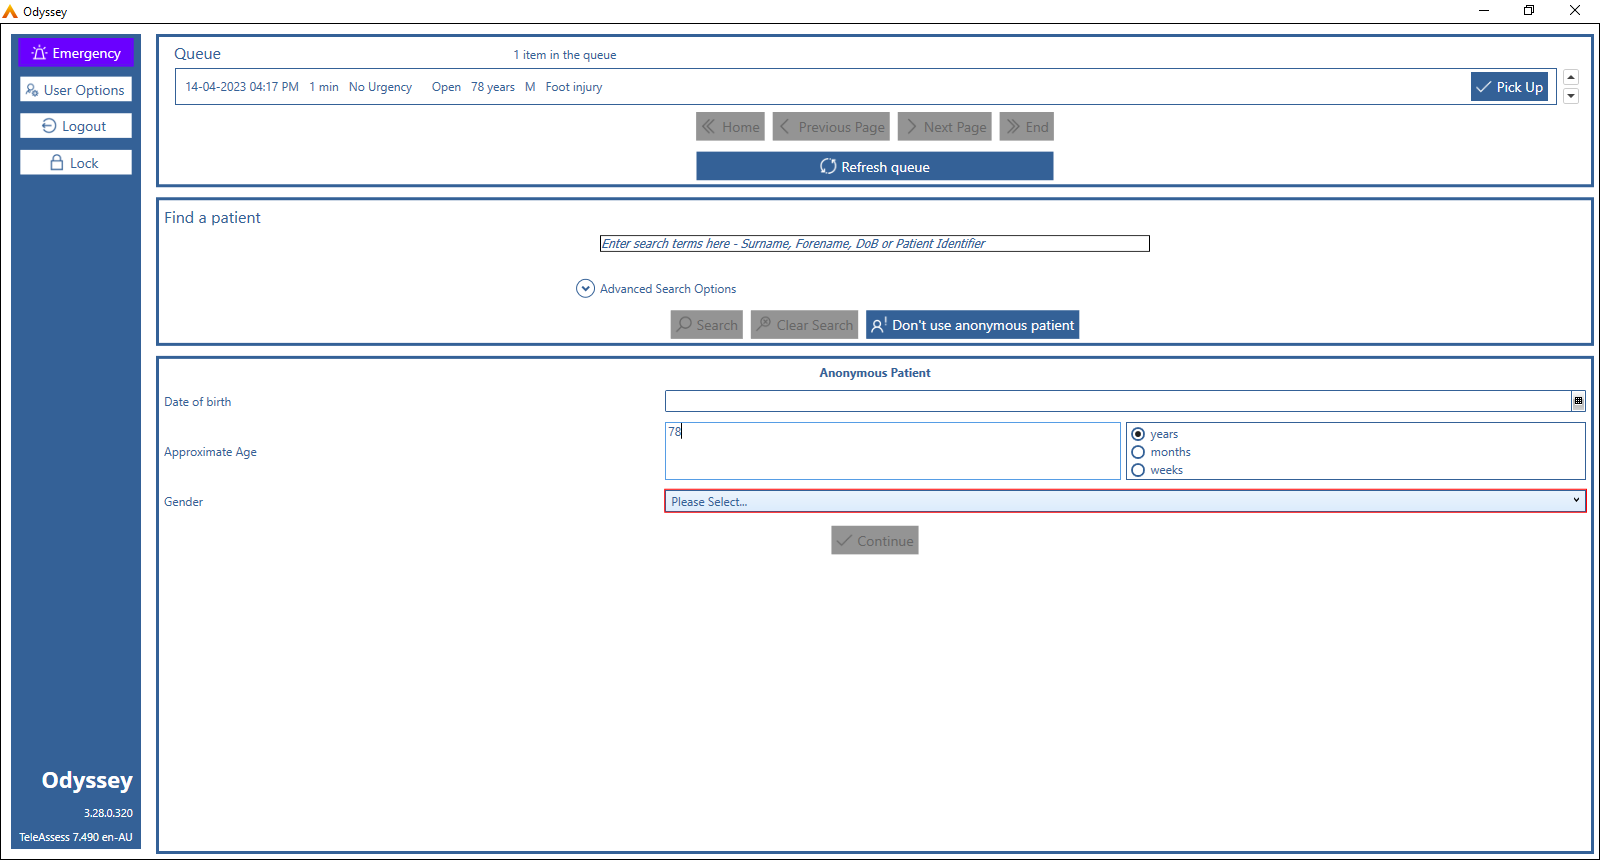 Odyssey
Emergency
User Options
Logout
Lock
Queue 1 item in the queue
14-04-2023 04:17 PM 1 min No Urgency Open 78 years M Foot injury Pick Up
Home Previous Page Next Page End
Refresh queue
Find a patient
Enter search terms here - Surname, Forename, DoB or Patient Identifier
Advanced Search Options
Search Clear Search Don't use anonymous patient
Anonymous Patient
Date of birth
Approximate Age 78
years
months
weeks
Gender Please Select...
Continue
Odyssey
3.28.0.320
TeleAssess 7.490 en-AU